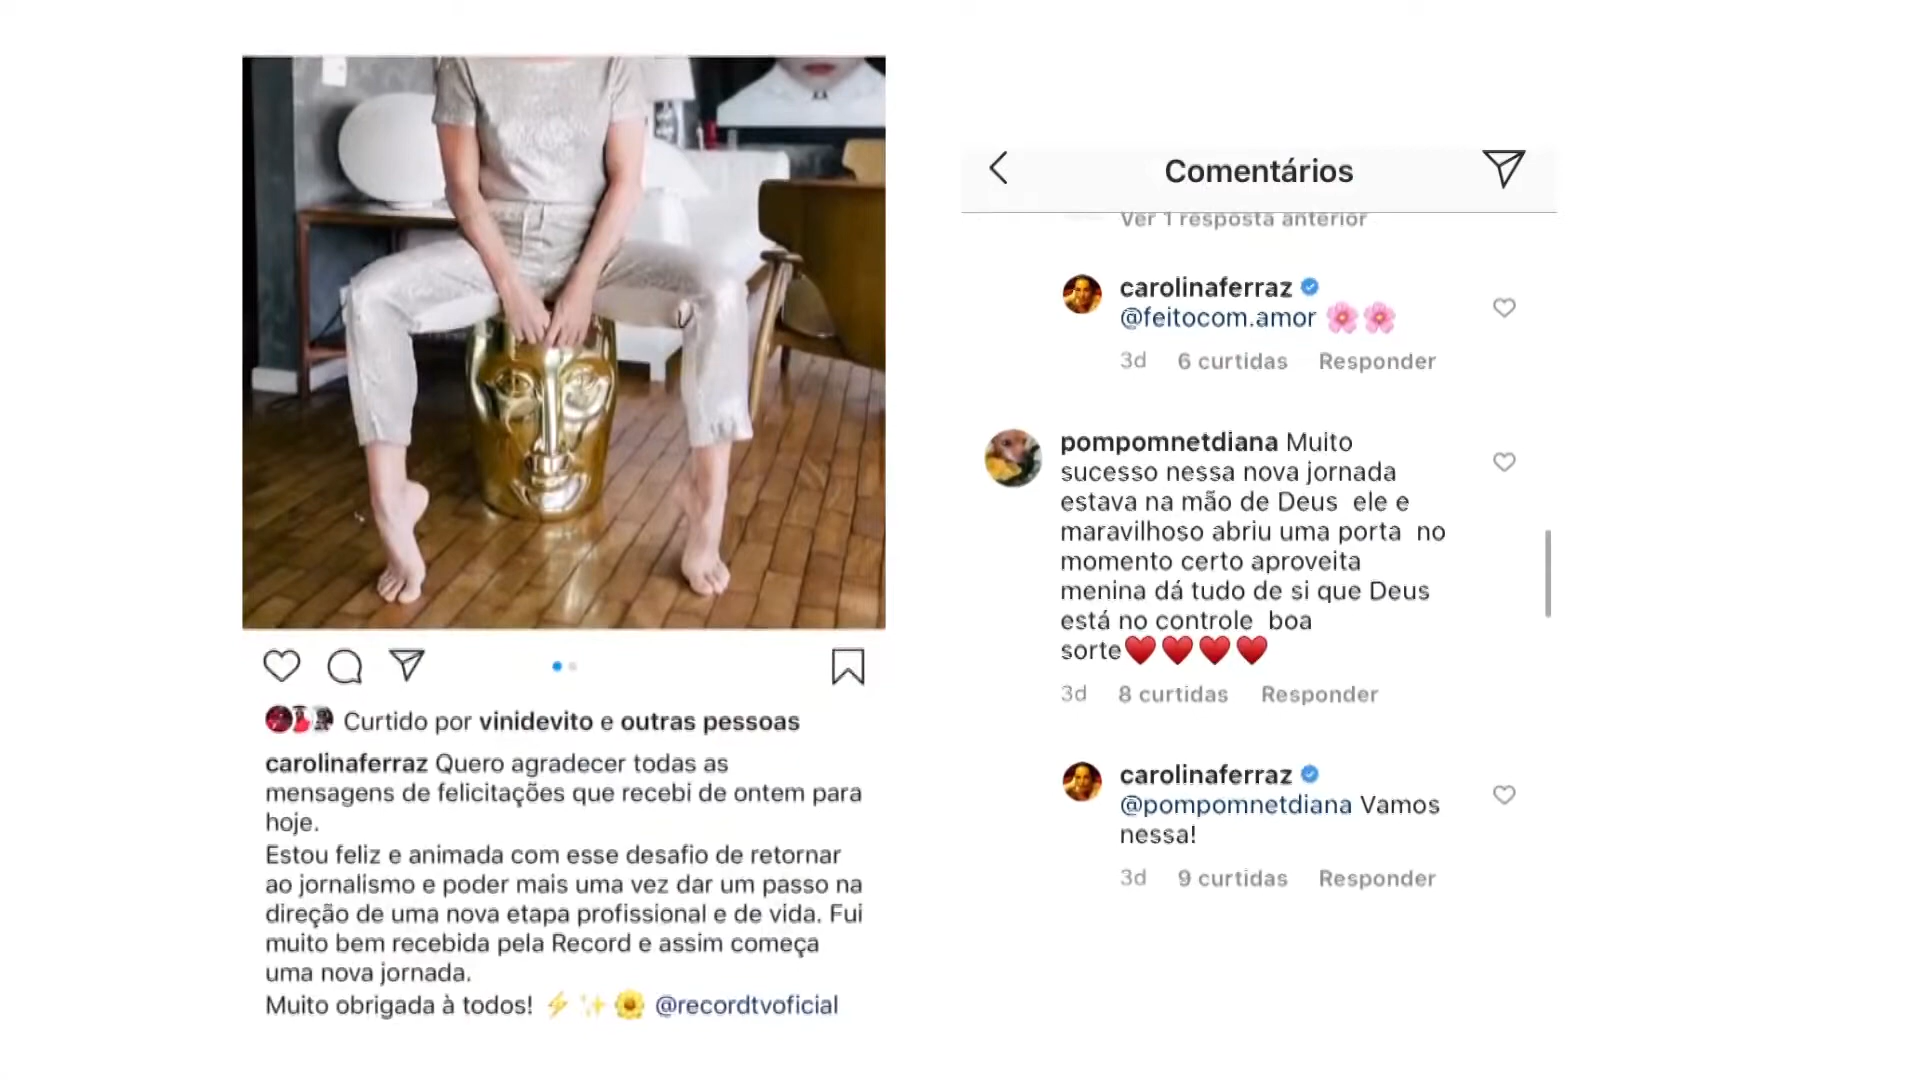 Curtido por vinidevito e outras pessoas
carolinaferraz Quero agradecer todas as
mensagens de felicitações que recebi de ontem para
hoje.
Estou feliz e animada com esse desafio de retornar
ao jornalismo e poder mais uma vez dar um passo na
direção de uma nova etapa profissional e de vida. Fui
muito bem recebida pela Record e assim começa
uma nova jornada.
Muito obrigada à todos! ⚡✨🌼 @recordtvoficial
Comentários
Ver 1 resposta anterior
carolinaferraz
@feitocom.amor 🌸🌸
3d 6 curtidas Responder
pompomnetdiana Muito
sucesso nessa nova jornada
estava na mão de Deus ele e
maravilhoso abriu uma porta no
momento certo aproveita
menina dá tudo de si que Deus
está no controle boa
sorte♥️♥️♥️♥️
3d 8 curtidas Responder
carolinaferraz
@pompomnetdiana Vamos
nessa!
3d 9 curtidas Responder